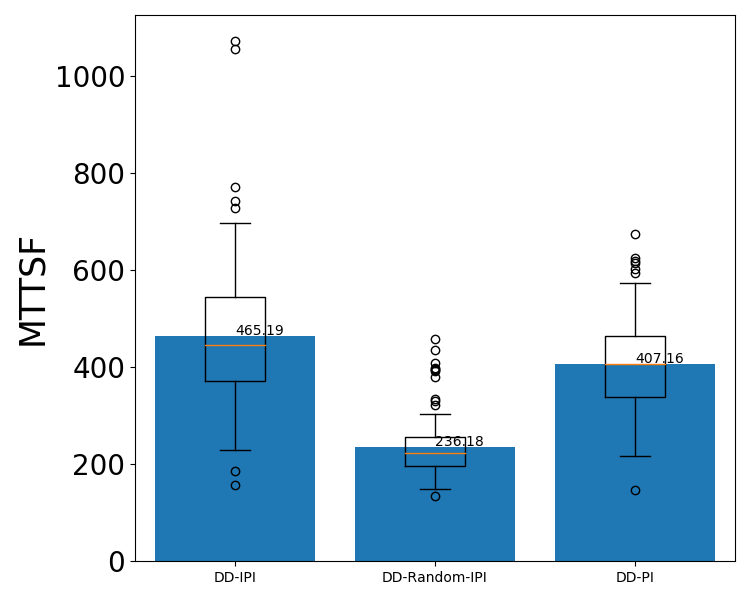 MTTSF
1000
800
600
400
200
0
465.19
236.18
407.16
DD-IPI
DD-Random-IPI
DD-PI